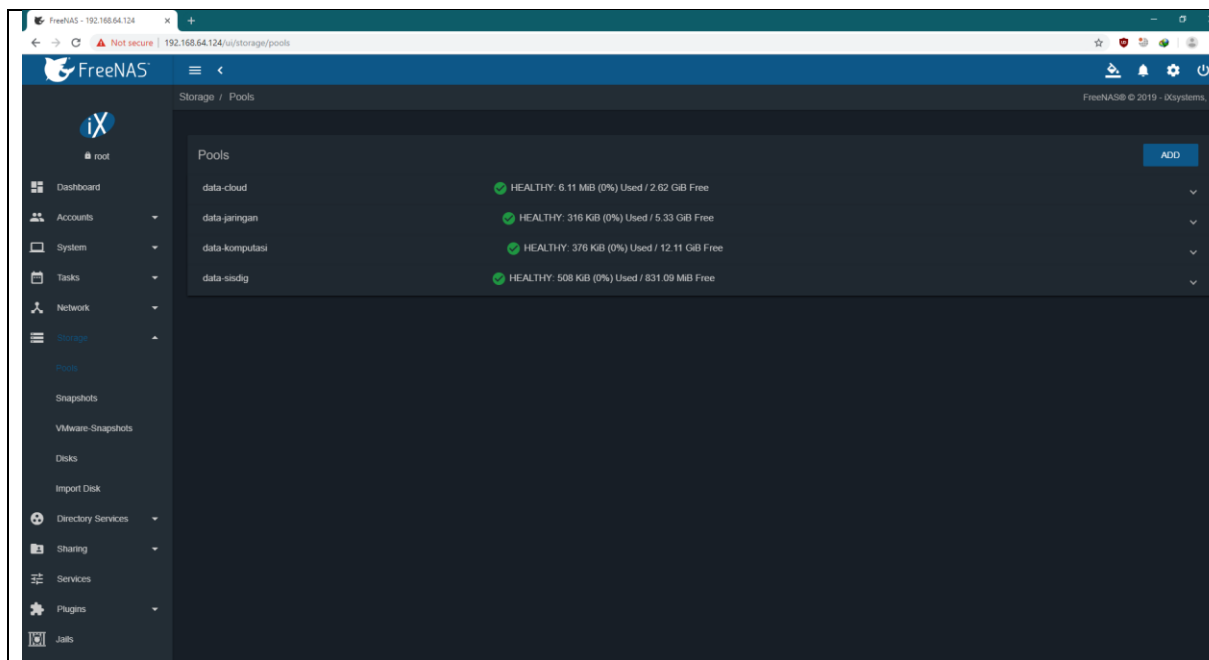 FreeNAS - 192.168.64.124
Not secure | 192.168.64.124/ui/storage/pools
FreeNAS
Storage / Pools
FreeNAS® © 2019 - iXsystems,
iX
root
Pools
ADD
data-cloud HEALTHY: 6.11 MiB (0%) Used / 2.62 GiB Free
data-jaringan HEALTHY: 316 KiB (0%) Used / 5.33 GiB Free
data-komputasi HEALTHY: 376 KiB (0%) Used / 12.11 GiB Free
data-sisdig HEALTHY: 508 KiB (0%) Used / 831.09 MiB Free
Dashboard
Accounts
System
Tasks
Network
Storage
Pools
Snapshots
VMware-Snapshots
Disks
Import Disk
Directory Services
Sharing
Services
Plugins
Jails